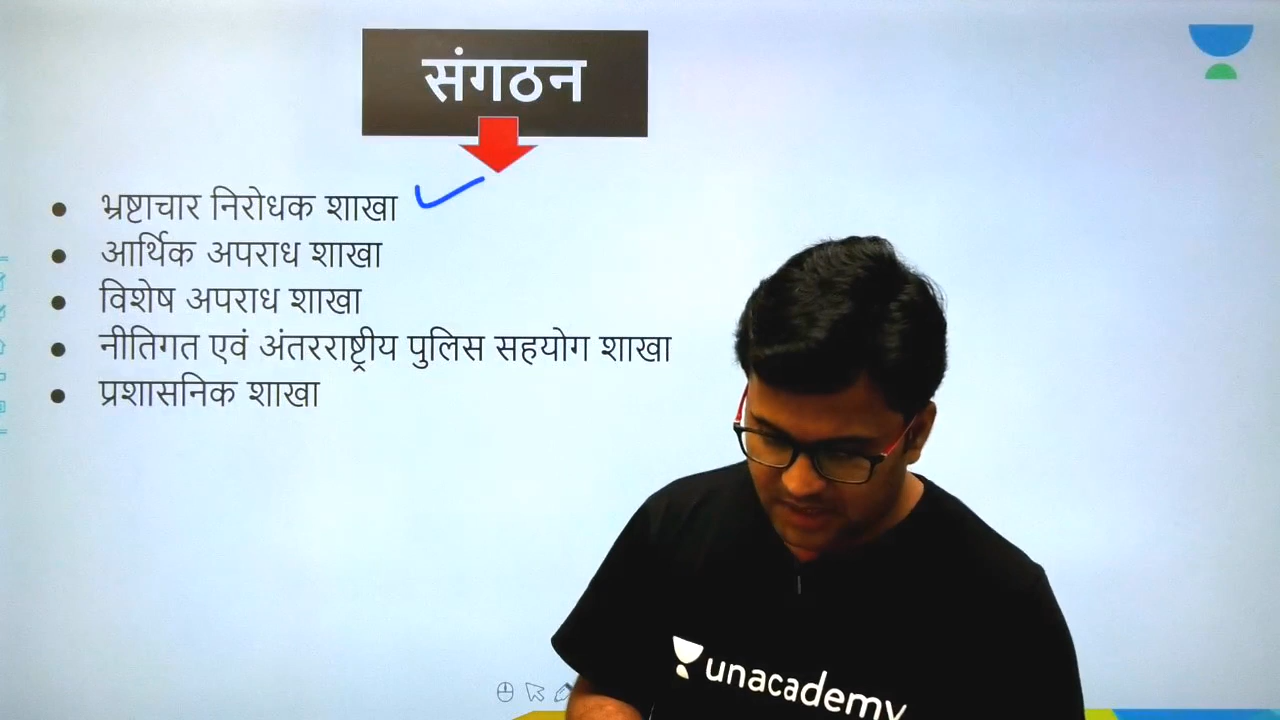 संगठन
भ्रष्टाचार निरोधक शाखा
आर्थिक अपराध शाखा
विशेष अपराध शाखा
नीतिगत एवं अंतरराष्ट्रीय पुलिस सहयोग शाखा
प्रशासनिक शाखा
unacademy